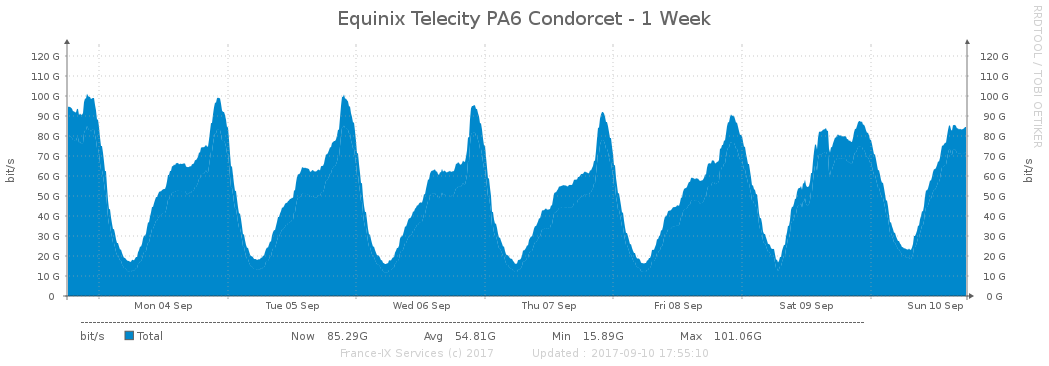 Equinix Telecity PA6 Condorcet - 1 Week
RRDTOOL / TOBI OETIKER
bit/s
120 G 120 G
110 G 110 G
100 G 100 G
90 G 90 G
80 G 80 G
70 G 70 G
60 G 60 G
50 G 50 G
40 G 40 G
30 G 30 G
20 G 20 G
10 G 10 G
0 0 G
bit/s
Mon 04 Sep Tue 05 Sep Wed 06 Sep Thu 07 Sep Fri 08 Sep Sat 09 Sep Sun 10 Sep
bit/s Total Now 85.29G Avg 54.81G Min 15.89G Max 101.06G
France-IX Services (c) 2017 Updated : 2017-09-10 17:55:10